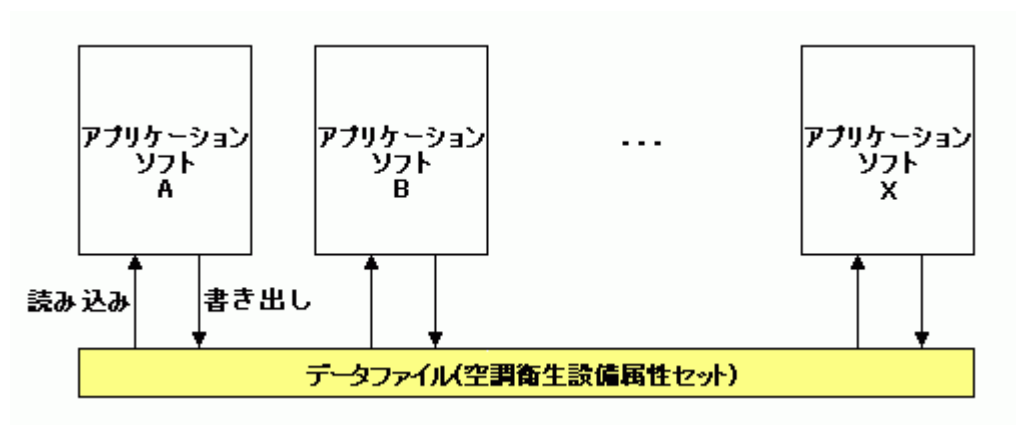 アプリケーション
ソフト
A
アプリケーション
ソフト
B
...
アプリケーション
ソフト
X
読み込み
書き出し
データファイル(空調衛生設備属性セット)